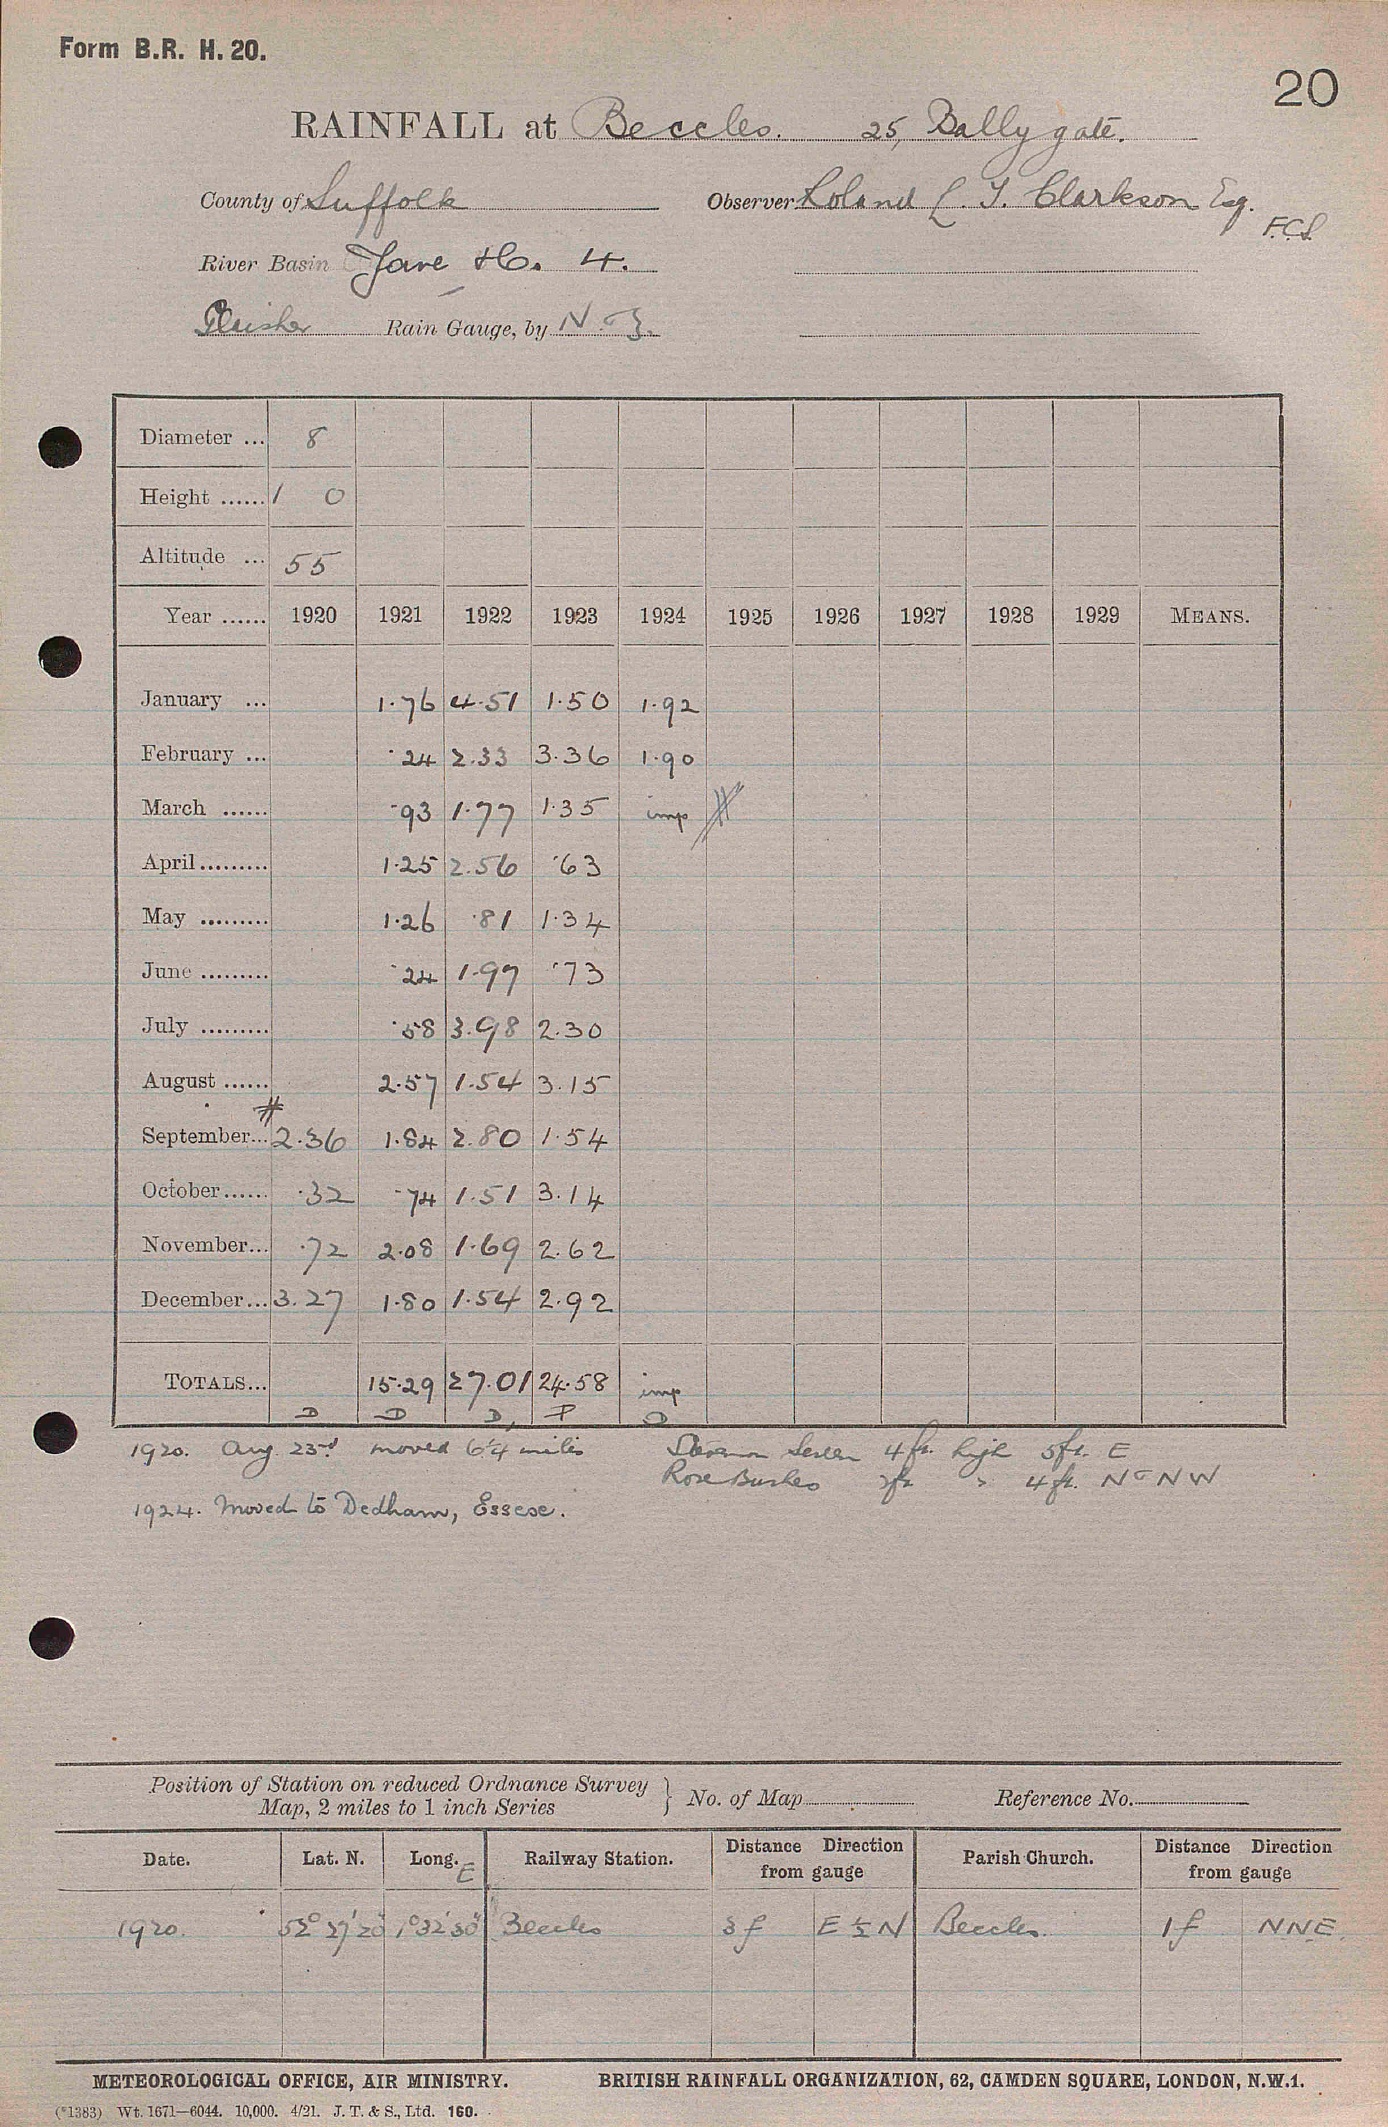 Form B.R. H. 20.
20
RAINFALL at Beccles. 25, Ballygate.
County of Suffolk Observer Roland C. T. Clarkson Esq.
River Basin Yare &c. 4.
Rain Gauge, by N & Z.
Diameter ... 8
Height ...... 1 0
Altitude ... 55
Year ...... 1920 1921 1922 1923 1924 1925 1926 1927 1928 1929 MEANS.
January ... 1.76 4.51 1.50 1.92
February ... .24 2.33 3.36 1.90
March ...... .93 1.77 1.35 imp
April......... 1.25 2.56 .63
May ......... 1.26 .81 1.34
June ......... .24 1.97 .73
July ......... .58 3.98 2.30
August ...... 2.57 1.54 3.15
September... 2.36 1.84 2.80 1.54
October...... .32 .74 1.51 3.14
November... .72 2.08 1.69 2.62
December... 3.27 1.80 1.54 2.92
TOTALS... 15.29 27.01 24.58 imp
D D D, P
1920. Aug. 23rd moved 6¼ miles
Screen 4ft. high 5ft. E
Rose Bushes 4ft. N & NW
1924. Moved to Dedham, Essex.
Position of Station on reduced Ordnance Survey
Map, 2 miles to 1 inch Series } No. of Map Reference No.
Date. Lat. N. Long. E Railway Station. Distance Direction from gauge Parish Church. Distance Direction from gauge
1920. 52° 27' 20" 1° 32' 30" Beccles 3f E ½ N Beccles. 1f NNE.
METEOROLOGICAL OFFICE, AIR MINISTRY. BRITISH RAINFALL ORGANIZATION, 62, CAMDEN SQUARE, LONDON, N.W.1.
(*1383) Wt. 1671—6044. 10,000. 4/21. J. T. & S., Ltd. 160.